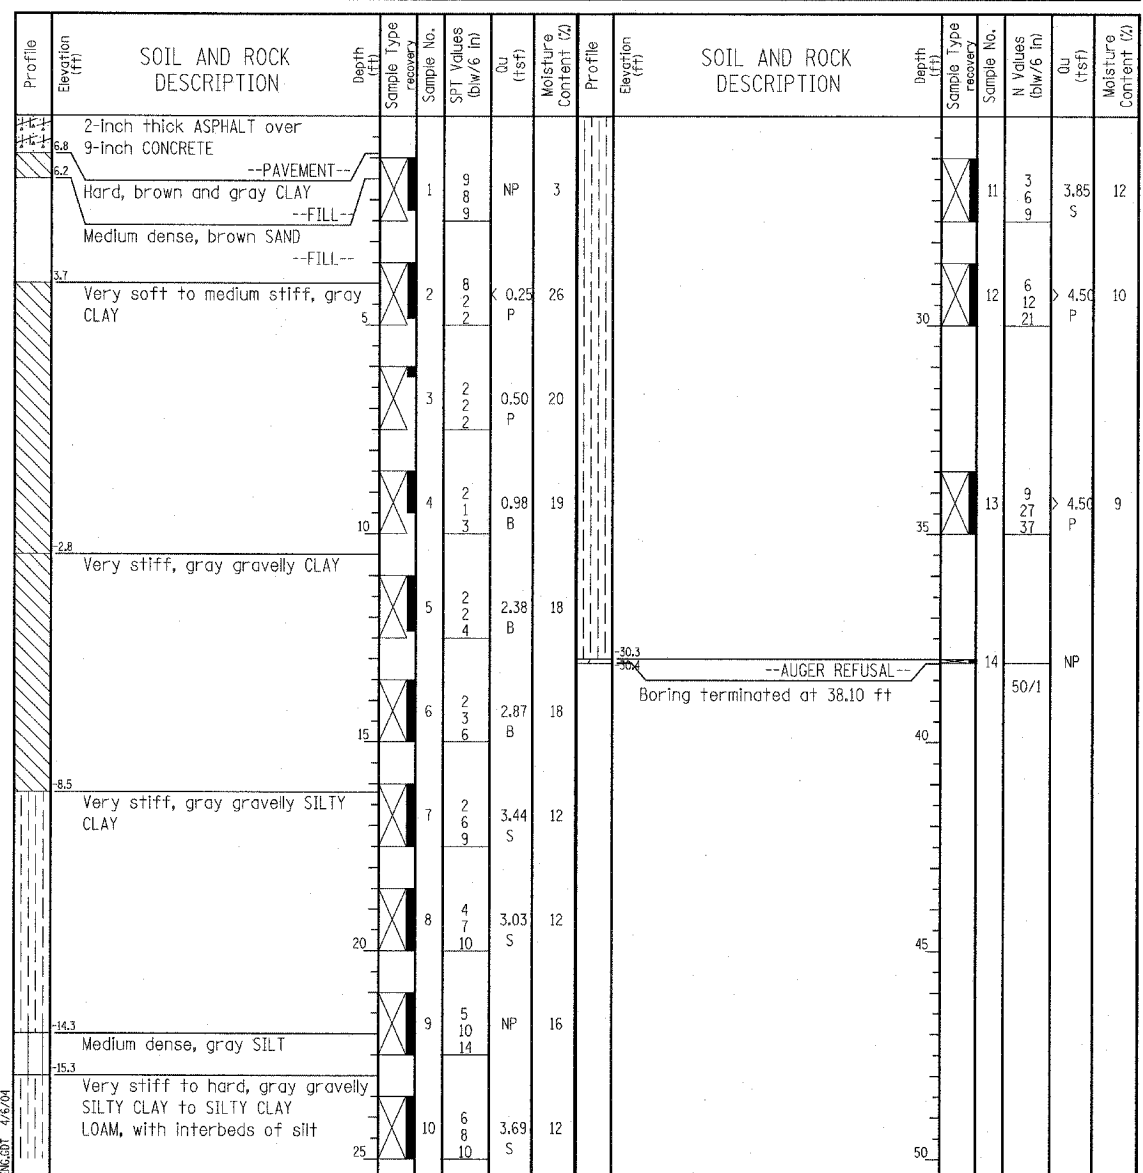 Profile
Elevation (ft)
SOIL AND ROCK
DESCRIPTION
Depth (ft)
Sample Type
recovery
Sample No.
SPT Values (blw/6 in)
Qu (tsf)
Moisture Content (%)
Profile
Elevation (ft)
SOIL AND ROCK
DESCRIPTION
Depth (ft)
Sample Type
recovery
Sample No.
N Values (blw/6 in)
Qu (tsf)
Moisture Content (%)
2-inch thick ASPHALT over
6.8 9-inch CONCRETE
--PAVEMENT--
6.2
Hard, brown and gray CLAY
--FILL--
1 9 8 9 NP 3
Medium dense, brown SAND
--FILL--
3.7
Very soft to medium stiff, gray
CLAY
5
2 8 2 2 < 0.25 P 26
3 2 2 2 0.50 P 20
4 2 1 3 0.98 B 19
10
-2.8
Very stiff, gray gravelly CLAY
5 2 2 4 2.38 B 18
6 2 3 6 2.87 B 18
15
-8.5
Very stiff, gray gravelly SILTY
CLAY
7 2 6 9 3.44 S 12
8 4 7 10 3.03 S 12
20
9 5 10 14 NP 16
-14.3
Medium dense, gray SILT
-15.3
Very stiff to hard, gray gravelly
SILTY CLAY to SILTY CLAY
LOAM, with interbeds of silt
10 6 8 10 3.69 S 12
25
11 3 6 9 3.85 S 12
12 6 12 21 > 4.50 P 10
30
13 9 27 37 > 4.50 P 9
35
-30.3
-30.4
--AUGER REFUSAL--
Boring terminated at 38.10 ft
14 50/1 NP
40
45
50
NG.GDT 4/6/04